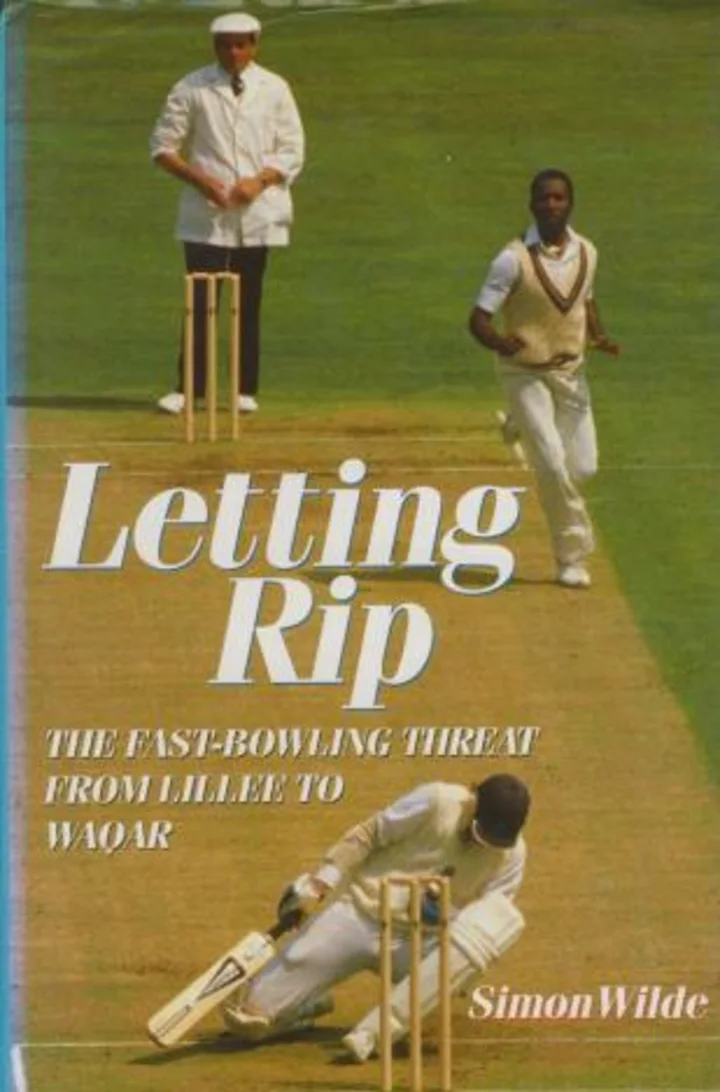 Letting
Rip
THE FAST-BOWLING THREAT
FROM LILLEE TO
WAQAR
Simon Wilde